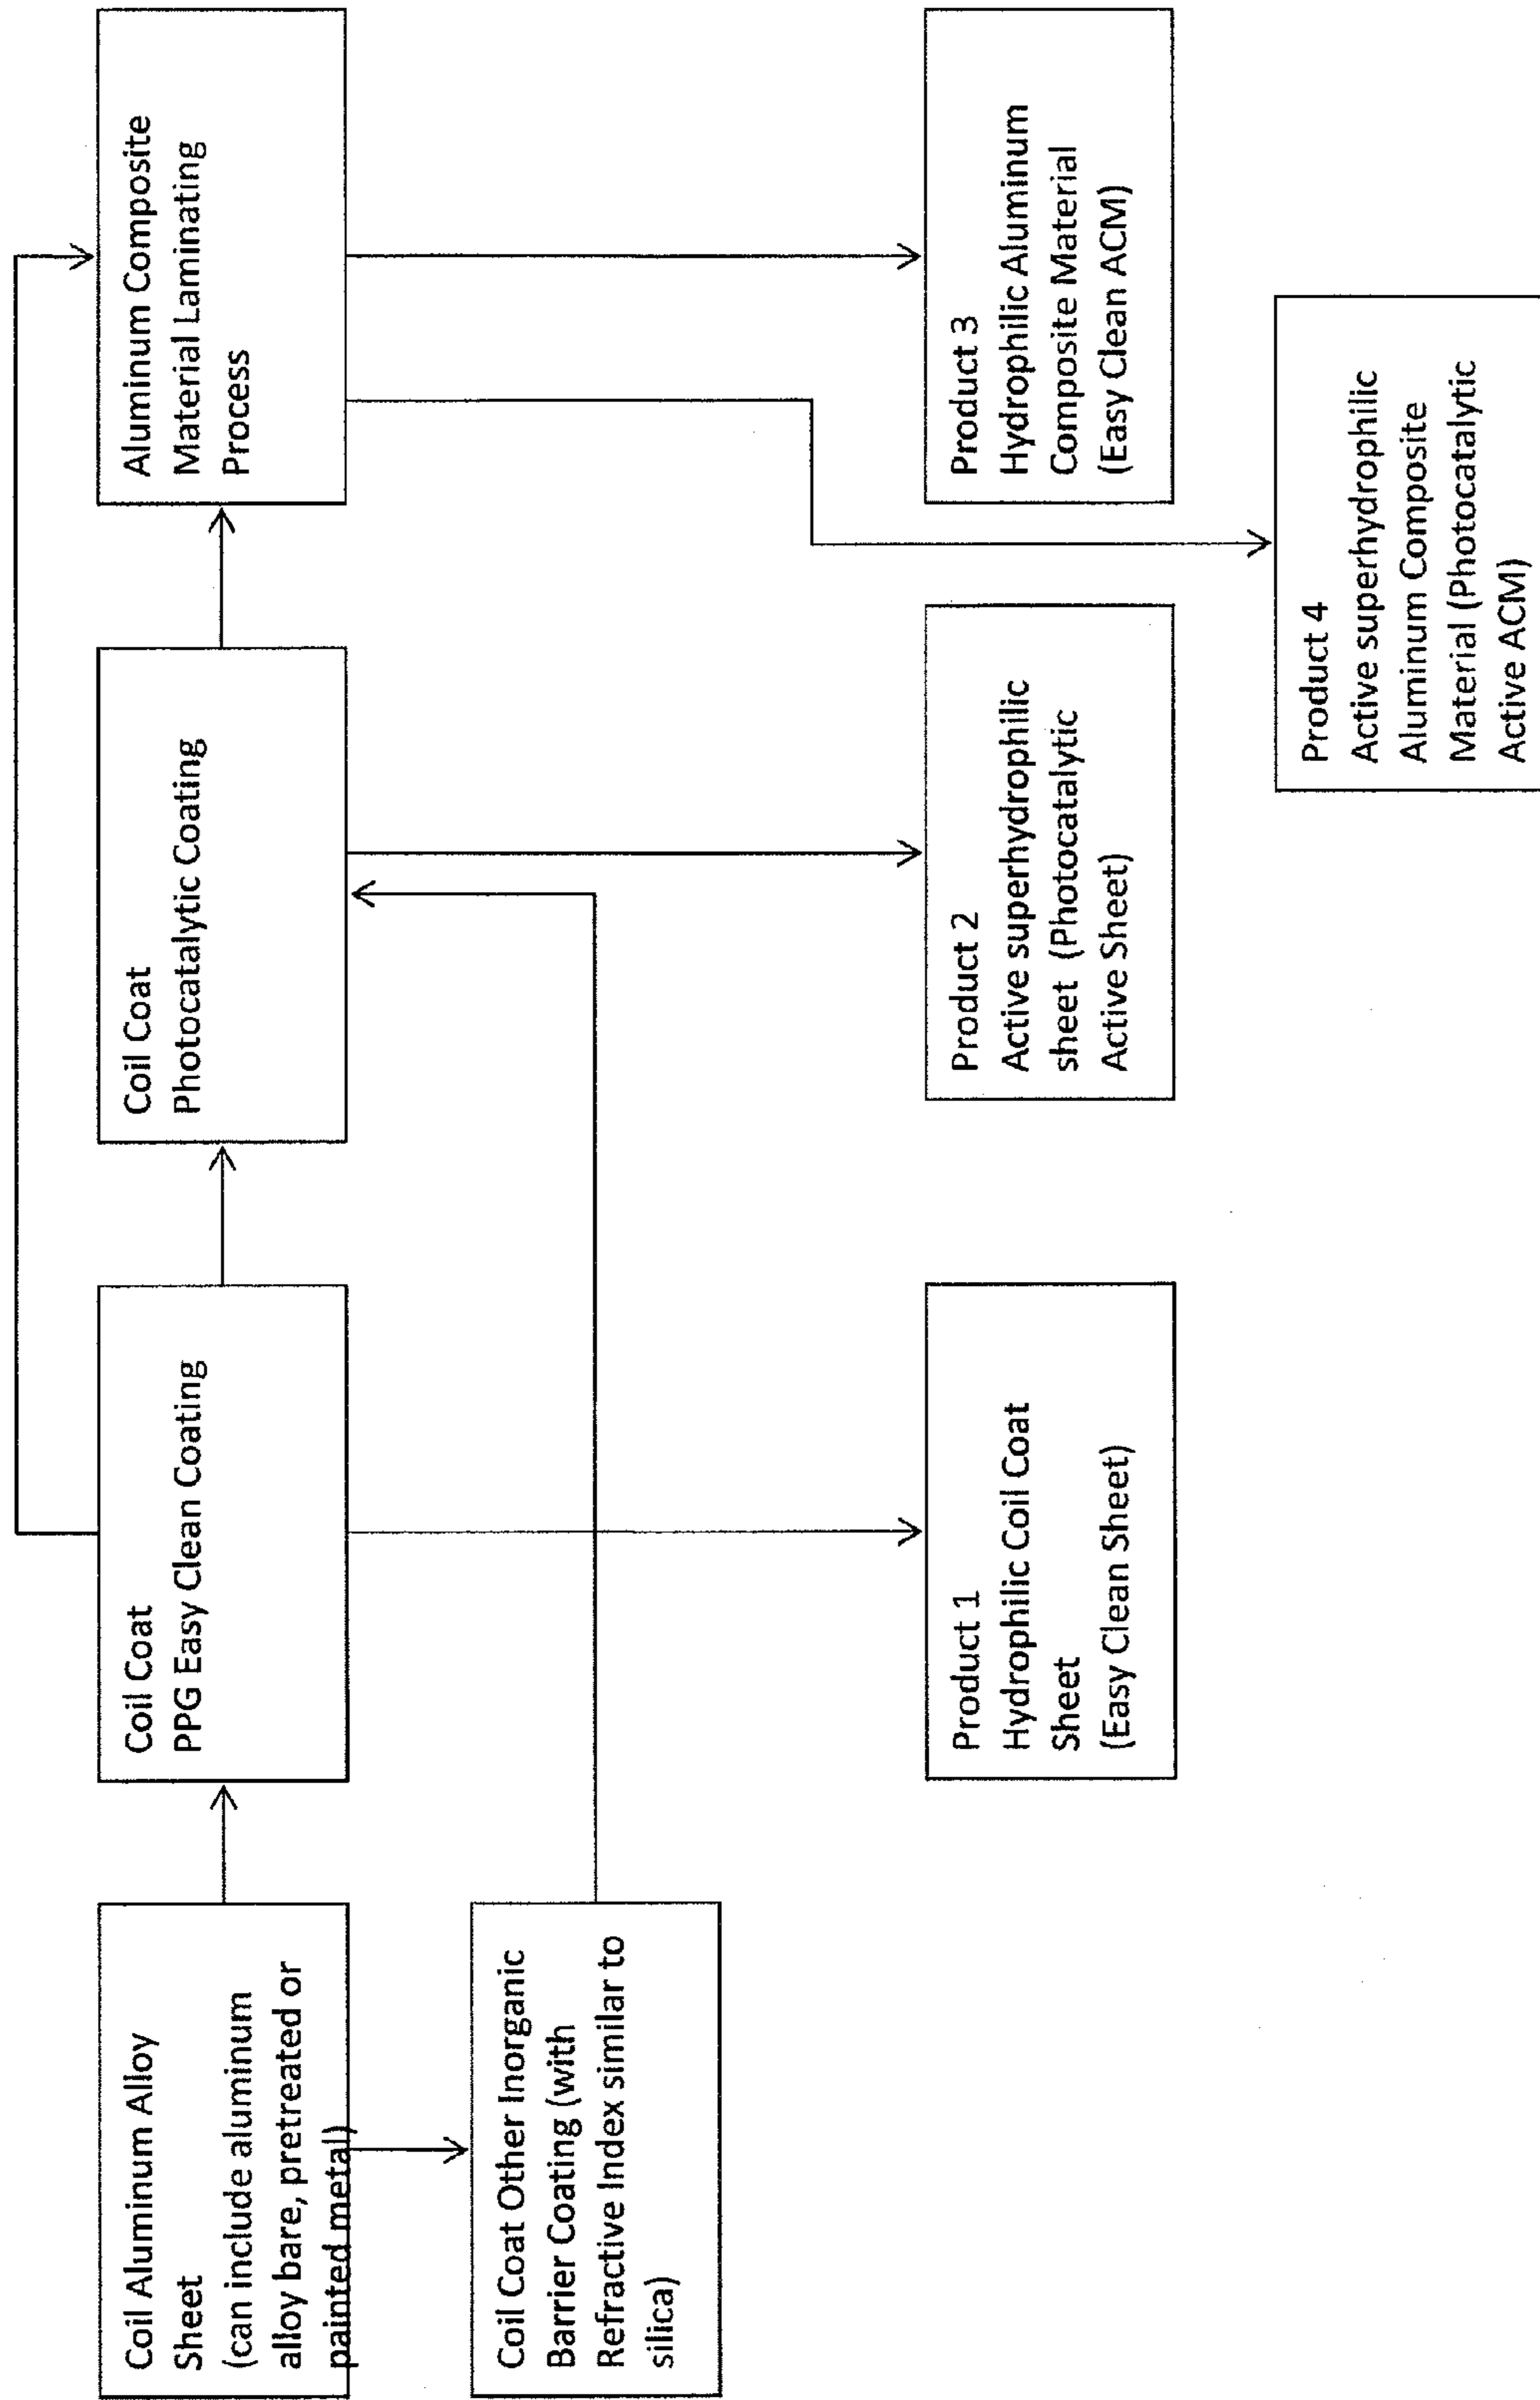 Coil Aluminum Alloy
Sheet
(can include aluminum
alloy bare, pretreated or
painted metal)
Coil Coat
PPG Easy Clean Coating
Coil Coat
Photocatalytic Coating
Aluminum Composite
Material Laminating
Process
Coil Coat Other Inorganic
Barrier Coating (with
Refractive Index similar to
silica)
Product 1
Hydrophilic Coil Coat
Sheet
(Easy Clean Sheet)
Product 2
Active superhydrophilic
sheet (Photocatalytic
Active Sheet)
Product 3
Hydrophilic Aluminum
Composite Material
(Easy Clean ACM)
Product 4
Active superhydrophilic
Aluminum Composite
Material (Photocatalytic
Active ACM)